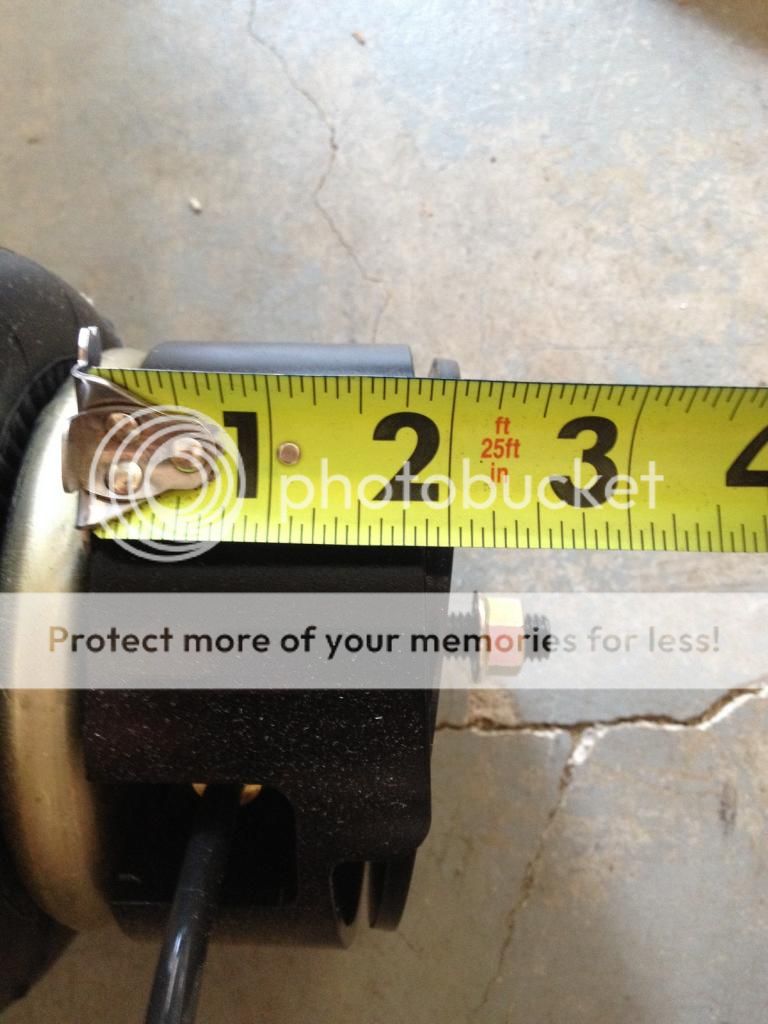 1 2 3 4
ft
25ft
in
photobucket
Protect more of your memories for less!